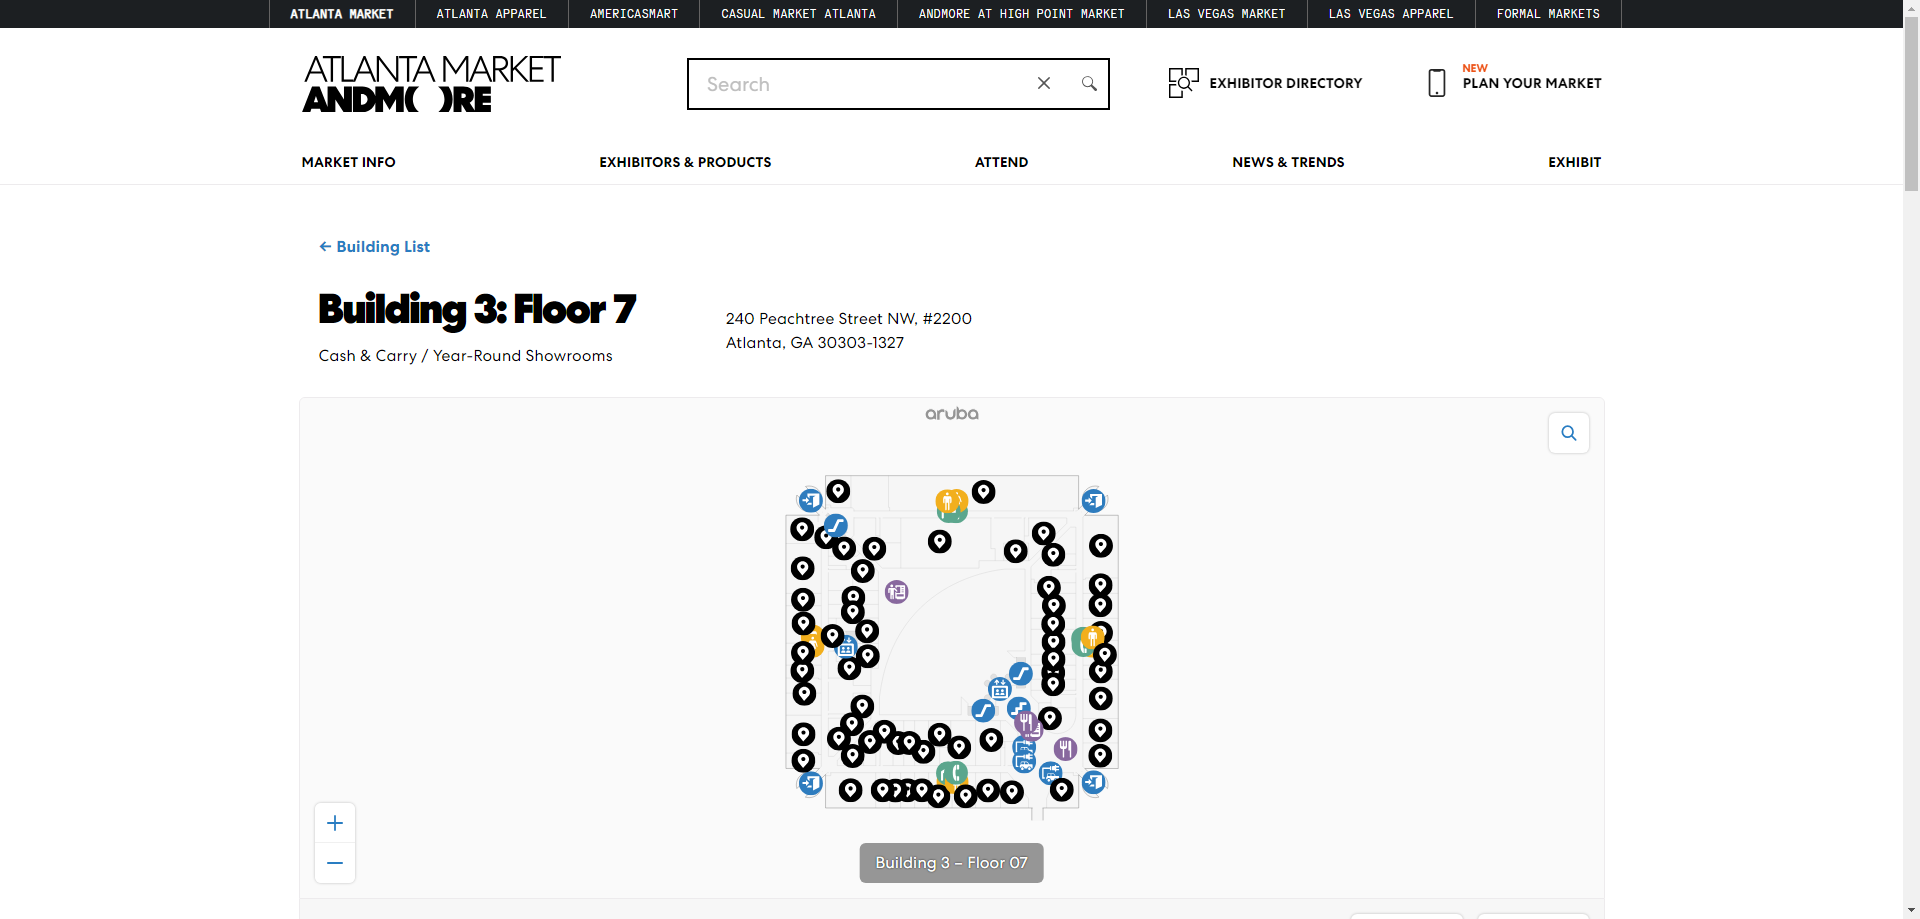 ATLANTA MARKET
ATLANTA APPAREL
AMERICASMART
CASUAL MARKET ATLANTA
ANDMORE AT HIGH POINT MARKET
LAS VEGAS MARKET
LAS VEGAS APPAREL
FORMAL MARKETS
ATLANTA MARKET
ANDM( )RE
Search
EXHIBITOR DIRECTORY
NEW
PLAN YOUR MARKET
MARKET INFO
EXHIBITORS & PRODUCTS
ATTEND
NEWS & TRENDS
EXHIBIT
← Building List
Building 3: Floor 7
Cash & Carry / Year-Round Showrooms
240 Peachtree Street NW, #2200
Atlanta, GA 30303-1327
aruba
+
−
Building 3 – Floor 07